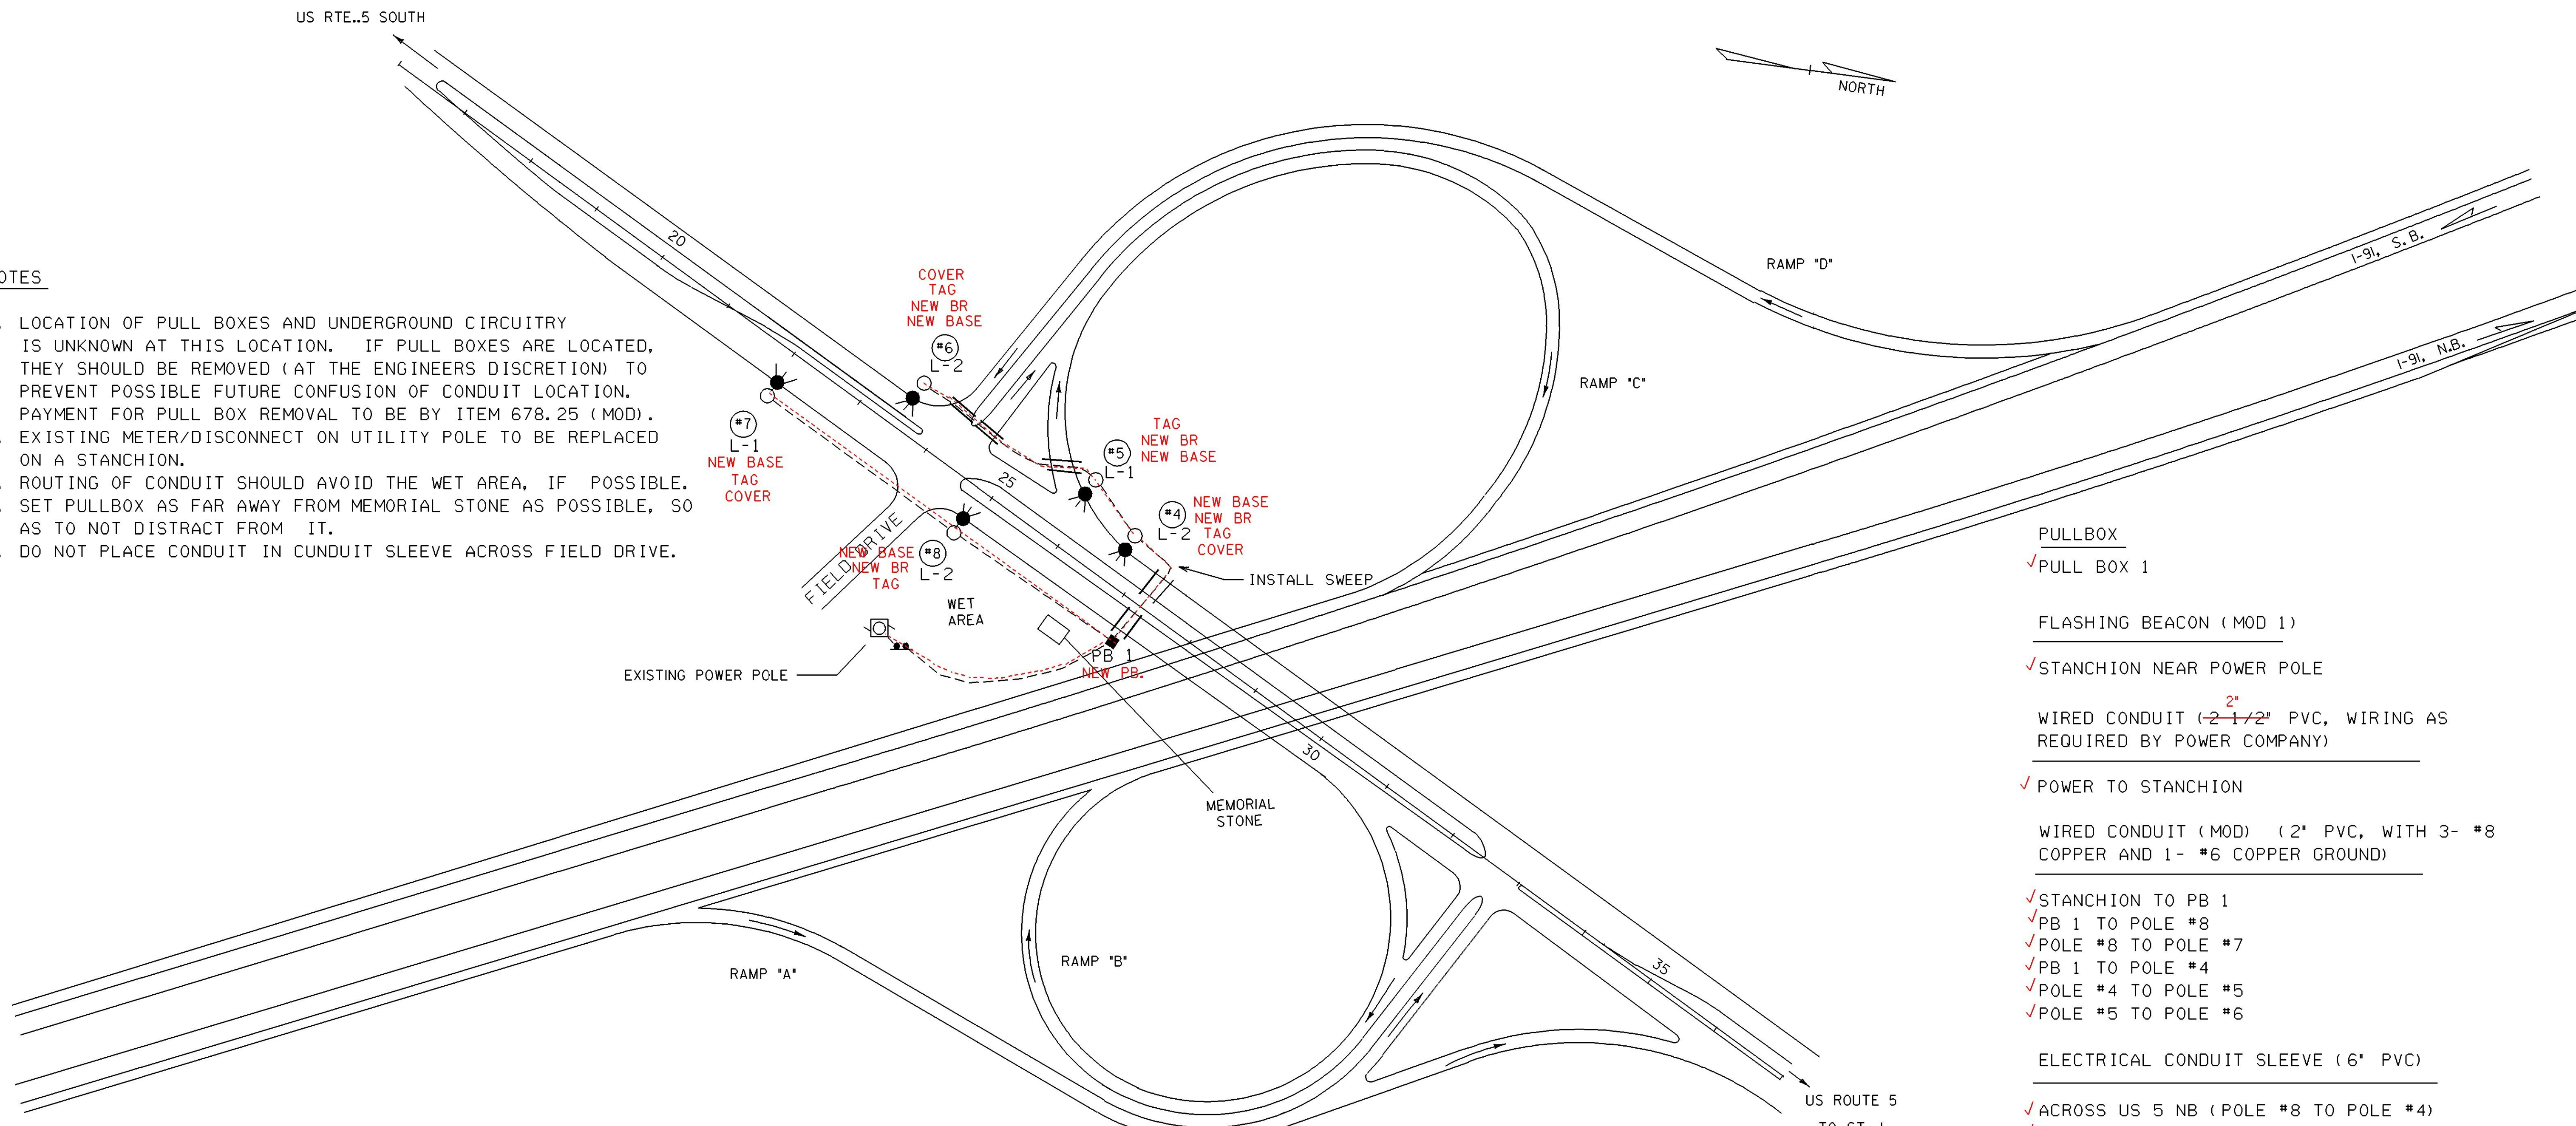 US RTE..5 SOUTH
NORTH
OTES
LOCATION OF PULL BOXES AND UNDERGROUND CIRCUITRY
IS UNKNOWN AT THIS LOCATION. IF PULL BOXES ARE LOCATED,
THEY SHOULD BE REMOVED (AT THE ENGINEERS DISCRETION) TO
PREVENT POSSIBLE FUTURE CONFUSION OF CONDUIT LOCATION.
PAYMENT FOR PULL BOX REMOVAL TO BE BY ITEM 678.25 (MOD).
EXISTING METER/DISCONNECT ON UTILITY POLE TO BE REPLACED
ON A STANCHION.
ROUTING OF CONDUIT SHOULD AVOID THE WET AREA, IF POSSIBLE.
SET PULLBOX AS FAR AWAY FROM MEMORIAL STONE AS POSSIBLE, SO
AS TO NOT DISTRACT FROM IT.
DO NOT PLACE CONDUIT IN CUNDUIT SLEEVE ACROSS FIELD DRIVE.
20
COVER
TAG
NEW BR
NEW BASE
#6
L-2
#7
L-1
NEW BASE
TAG
COVER
TAG
NEW BR
NEW BASE
#5
L-1
25
NEW BASE
NEW BR
TAG
COVER
#4
L-2
FIELD DRIVE
NEW BASE
NEW BR
TAG
#8
L-2
INSTALL SWEEP
WET
AREA
EXISTING POWER POLE
PB 1
NEW PB.
MEMORIAL
STONE
30
35
RAMP "D"
RAMP "C"
RAMP "A"
RAMP "B"
I-91, S.B.
I-91, N.B.
US ROUTE 5
PULLBOX
PULL BOX 1
FLASHING BEACON (MOD 1)
STANCHION NEAR POWER POLE
2"
WIRED CONDUIT (2 1/2" PVC, WIRING AS
REQUIRED BY POWER COMPANY)
POWER TO STANCHION
WIRED CONDUIT (MOD) (2" PVC, WITH 3- #8
COPPER AND 1- #6 COPPER GROUND)
STANCHION TO PB 1
PB 1 TO POLE #8
POLE #8 TO POLE #7
PB 1 TO POLE #4
POLE #4 TO POLE #5
POLE #5 TO POLE #6
ELECTRICAL CONDUIT SLEEVE (6" PVC)
ACROSS US 5 NB (POLE #8 TO POLE #4)